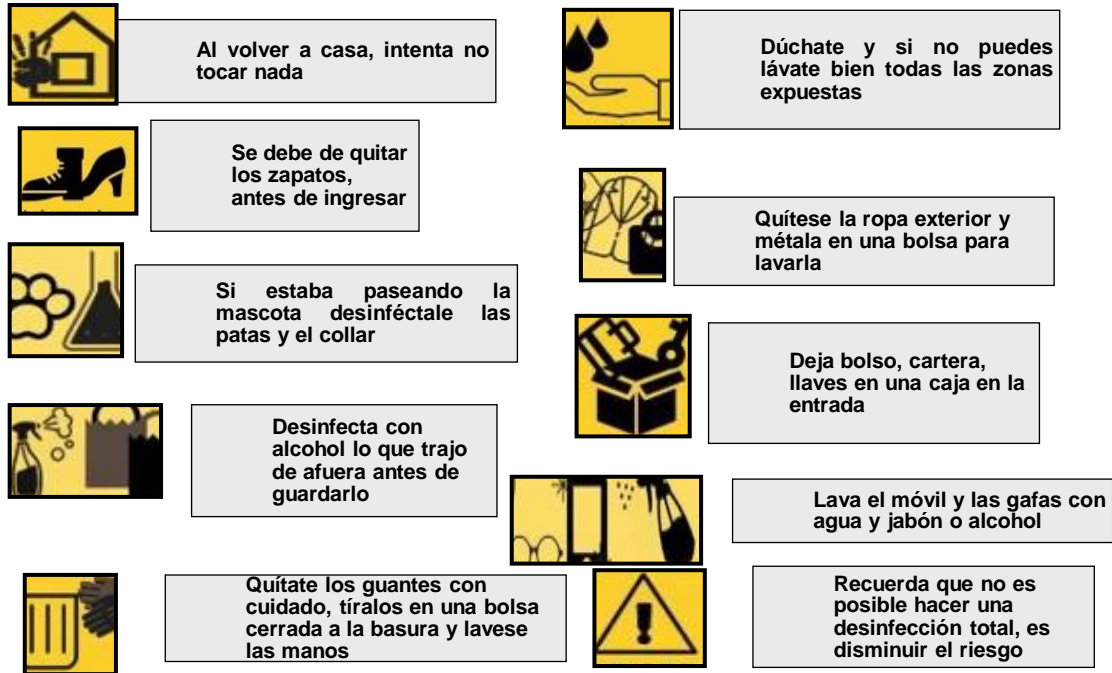 Al volver a casa, intenta no
tocar nada
Se debe de quitar
los zapatos,
antes de ingresar
Si estaba paseando la
mascota desinféctale las
patas y el collar
Desinfecta con
alcohol lo que trajo
de afuera antes de
guardarlo
Quítate los guantes con
cuidado, tíralos en una bolsa
cerrada a la basura y lavese
las manos
Dúchate y si no puedes
lávate bien todas las zonas
expuestas
Quítese la ropa exterior y
métala en una bolsa para
lavarla
Deja bolso, cartera,
llaves en una caja en la
entrada
Lava el móvil y las gafas con
agua y jabón o alcohol
Recuerda que no es
posible hacer una
desinfección total, es
disminuir el riesgo